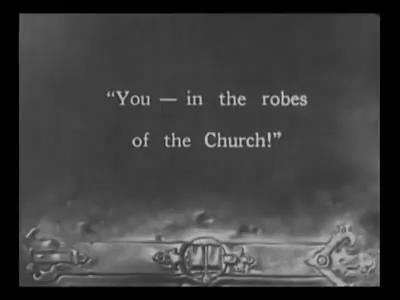 “You — in the robes
of the Church!”